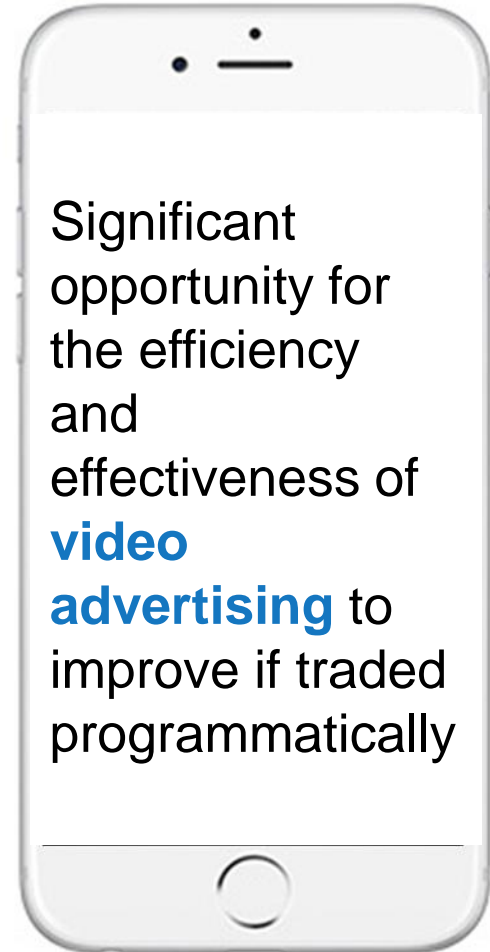 Significant
opportunity for
the efficiency
and
effectiveness of
video
advertising to
improve if traded
programmatically